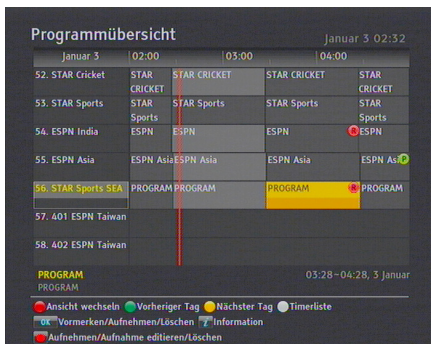 Programmübersicht
Januar 3 02:32
Januar 3 02:00 03:00 04:00
52. STAR Cricket STAR CRICKET STAR CRICKET STAR CRICKET STAR CRICKET
53. STAR Sports STAR Sports STAR Sports STAR Sports STAR Sports
54. ESPN India ESPN ESPN ESPN R ESPN
55. ESPN Asia ESPN Asia ESPN Asia ESPN Asia ESPN Asi P
56. STAR Sports SEA PROGRAM PROGRAM PROGRAM R PROGRAM
57. 401 ESPN Taiwan
58. 402 ESPN Taiwan
PROGRAM 03:28-04:28, 3 Januar
PROGRAM
Ansicht wechseln Vorheriger Tag Nächster Tag Timerliste
OK Vormerken/Aufnehmen/Löschen i Information
Aufnehmen/Aufnahme editieren/Löschen